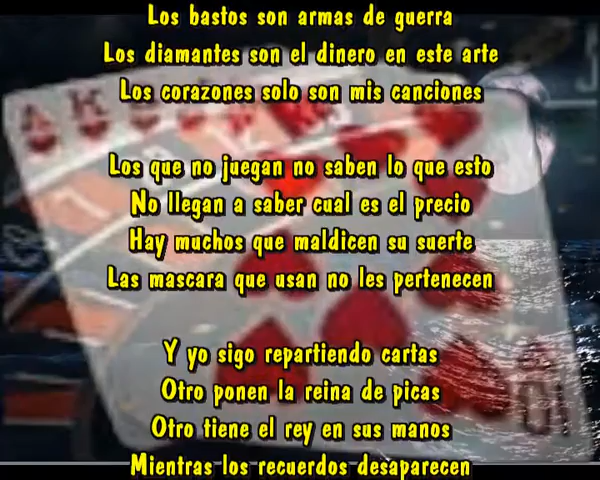 Los bastos son armas de guerra
Los diamantes son el dinero en este arte
Los corazones solo son mis canciones
Los que no juegan no saben lo que esto
No llegan a saber cual es el precio
Hay muchos que maldicen su suerte
Las mascara que usan no les pertenecen
Y yo sigo repartiendo cartas
Otro ponen la reina de picas
Otro tiene el rey en sus manos
Mientras los recuerdos desaparecen